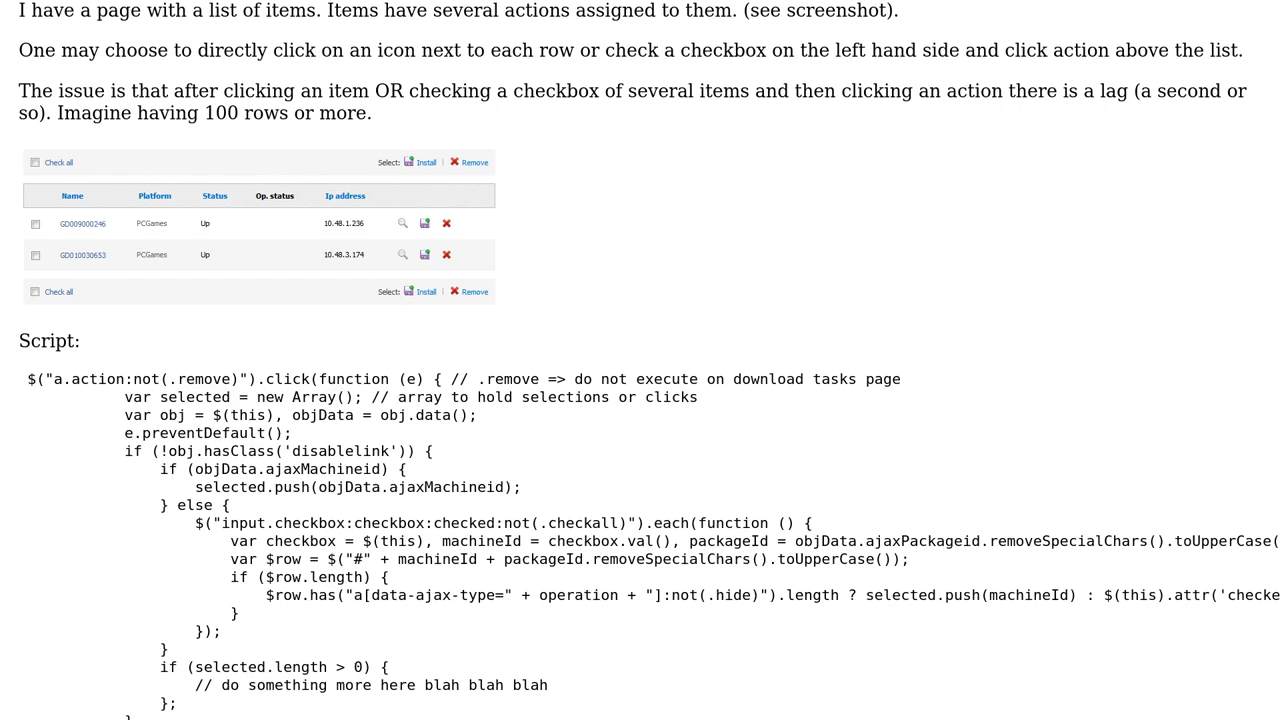 I have a page with a list of items. Items have several actions assigned to them. (see screenshot).
One may choose to directly click on an icon next to each row or check a checkbox on the left hand side and click action above the list.
The issue is that after clicking an item OR checking a checkbox of several items and then clicking an action there is a lag (a second or
so). Imagine having 100 rows or more.
Check all Select: Install | Remove
Name Platform Status Op. status Ip address
GD009000246 PCGames Up 10.48.1.236
GD010030653 PCGames Up 10.48.3.174
Check all Select: Install | Remove
Script:
$("a.action:not(.remove)").click(function (e) { // .remove => do not execute on download tasks page
var selected = new Array(); // array to hold selections or clicks
var obj = $(this), objData = obj.data();
e.preventDefault();
if (!obj.hasClass('disablelink')) {
if (objData.ajaxMachineid) {
selected.push(objData.ajaxMachineid);
} else {
$("input.checkbox:checkbox:checked:not(.checkall)").each(function () {
var checkbox = $(this), machineId = checkbox.val(), packageId = objData.ajaxPackageid.removeSpecialChars().toUpperCase(
var $row = $("#" + machineId + packageId.removeSpecialChars().toUpperCase());
if ($row.length) {
$row.has("a[data-ajax-type=" + operation + "]:not(.hide)").length ? selected.push(machineId) : $(this).attr('checke
}
});
}
if (selected.length > 0) {
// do something more here blah blah blah
};
}